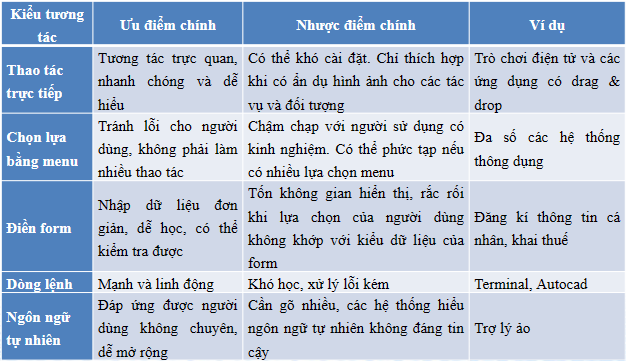 Kiểu tương
tác
Ưu điểm chính
Nhược điểm chính
Ví dụ
Thao tác
trực tiếp
Tương tác trực quan,
nhanh chóng và dễ
hiểu
Có thể khó cài đặt. Chỉ thích hợp
khi có ẩn dụ hình ảnh cho các tác
vụ và đối tượng
Trò chơi điện tử và các
ứng dụng có drag &
drop
Chọn lựa
bằng menu
Tránh lỗi cho người
dùng, không phải làm
nhiều thao tác
Chậm chạp với người sử dụng có
kinh nghiệm. Có thể phức tạp nếu
có nhiều lựa chọn menu
Đa số các hệ thống
thông dụng
Điền form
Nhập dữ liệu đơn
giản, dễ học, có thể
kiểm tra được
Tốn không gian hiển thị, rắc rối
khi lựa chọn của người dùng
không khớp với kiểu dữ liệu của
form
Đăng kí thông tin cá
nhân, khai thuế
Dòng lệnh
Mạnh và linh động
Khó học, xử lý lỗi kém
Terminal, Autocad
Ngôn ngữ
tự nhiên
Đáp ứng được người
dùng không chuyên,
dễ mở rộng
Cần gõ nhiều, các hệ thống hiểu
ngôn ngữ tự nhiên không đáng tin
cậy
Trợ lý ảo